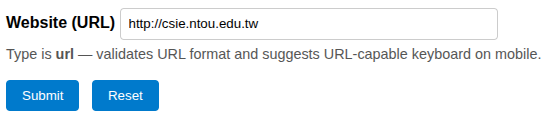 Website (URL) http://csie.ntou.edu.tw
Type is url — validates URL format and suggests URL-capable keyboard on mobile.
Submit Reset